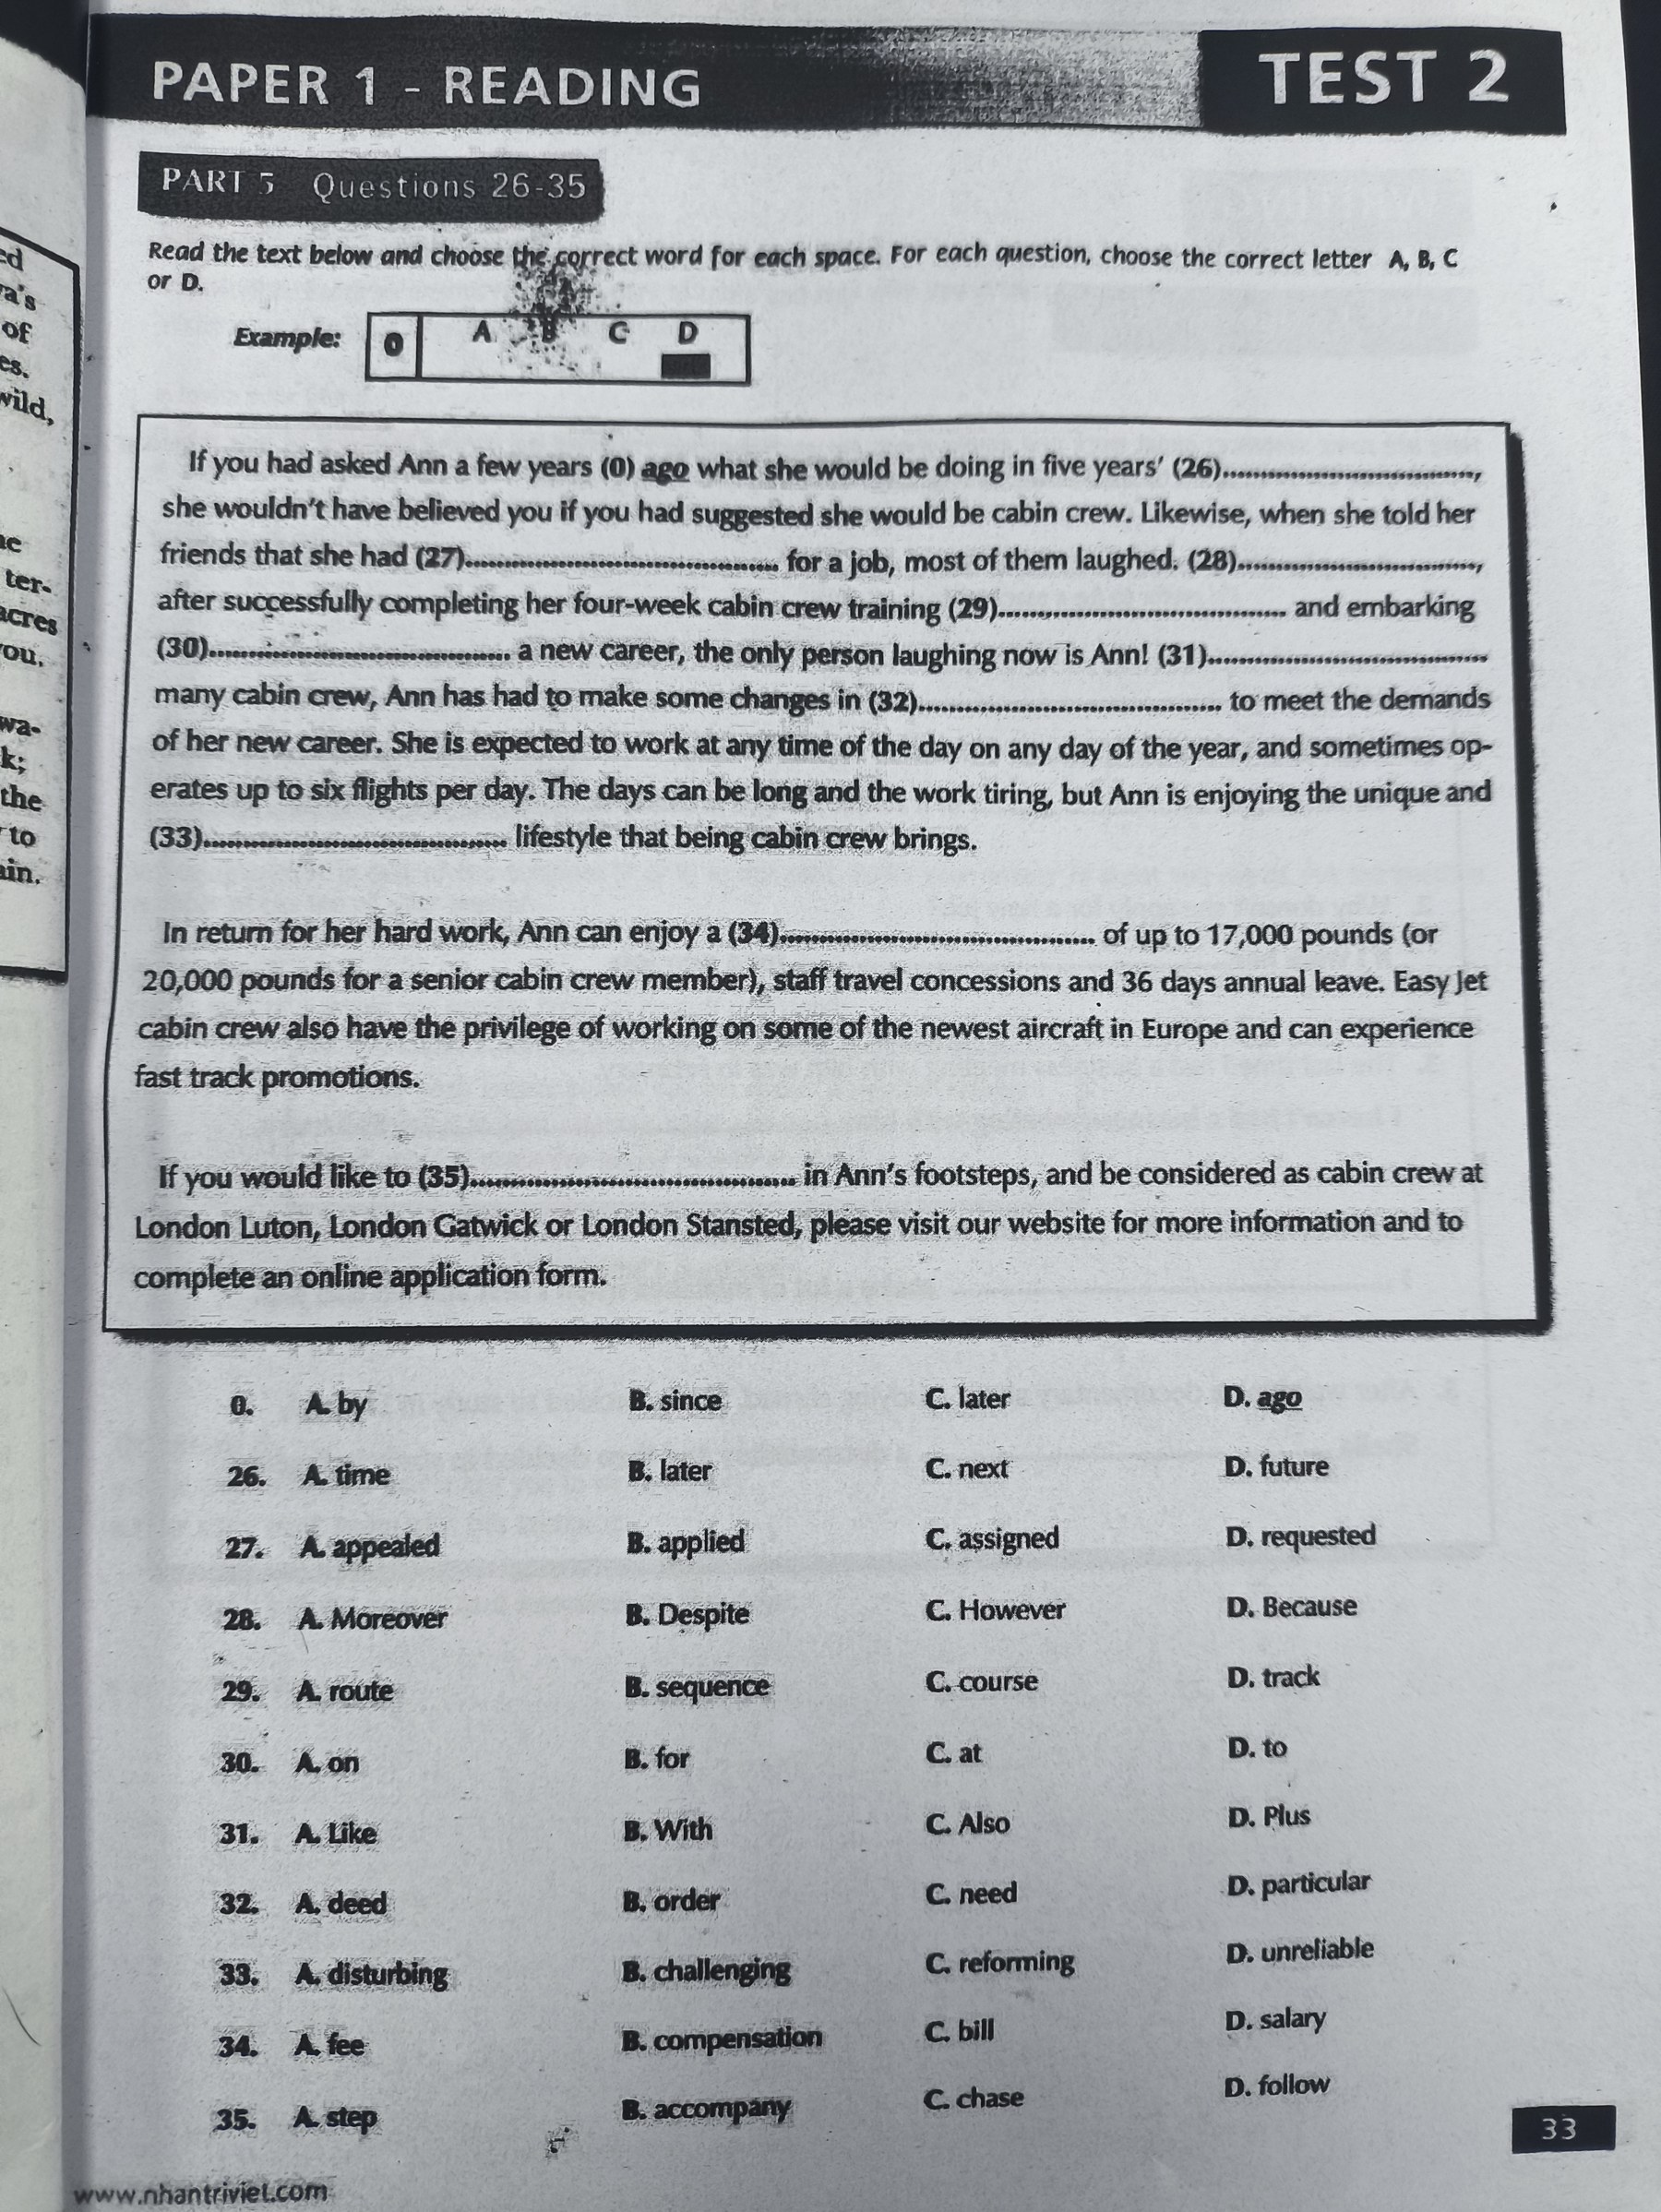 PAPER 1 - READING
TEST 2
PART 5 Questions 26-35
Read the text below and choose the correct word for each space. For each question, choose the correct letter A, B, C
or D.
Example: 0 A B C D
If you had asked Ann a few years (0) ago what she would be doing in five years' (26)..............................,
she wouldn't have believed you if you had suggested she would be cabin crew. Likewise, when she told her
friends that she had (27)..................................... for a job, most of them laughed. (28)............................,
after successfully completing her four-week cabin crew training (29)................................. and embarking
(30)................................... a new career, the only person laughing now is Ann! (31)................................
many cabin crew, Ann has had to make some changes in (32)................................... to meet the demands
of her new career. She is expected to work at any time of the day on any day of the year, and sometimes op-
erates up to six flights per day. The days can be long and the work tiring, but Ann is enjoying the unique and
(33)................................... lifestyle that being cabin crew brings.
In return for her hard work, Ann can enjoy a (34)..................................... of up to 17,000 pounds (or
20,000 pounds for a senior cabin crew member), staff travel concessions and 36 days annual leave. Easy Jet
cabin crew also have the privilege of working on some of the newest aircraft in Europe and can experience
fast track promotions.
If you would like to (35)...................................... in Ann's footsteps, and be considered as cabin crew at
London Luton, London Gatwick or London Stansted, please visit our website for more information and to
complete an online application form.
0. A. by B. since C. later D. ago
26. A. time B. later C. next D. future
27. A. appealed B. applied C. assigned D. requested
28. A. Moreover B. Despite C. However D. Because
29. A. route B. sequence C. course D. track
30. A. on B. for C. at D. to
31. A. Like B. With C. Also D. Plus
32. A. deed B. order C. need D. particular
33. A. disturbing B. challenging C. reforming D. unreliable
34. A. fee B. compensation C. bill D. salary
35. A. step B. accompany C. chase D. follow
33
www.nhantriviet.com